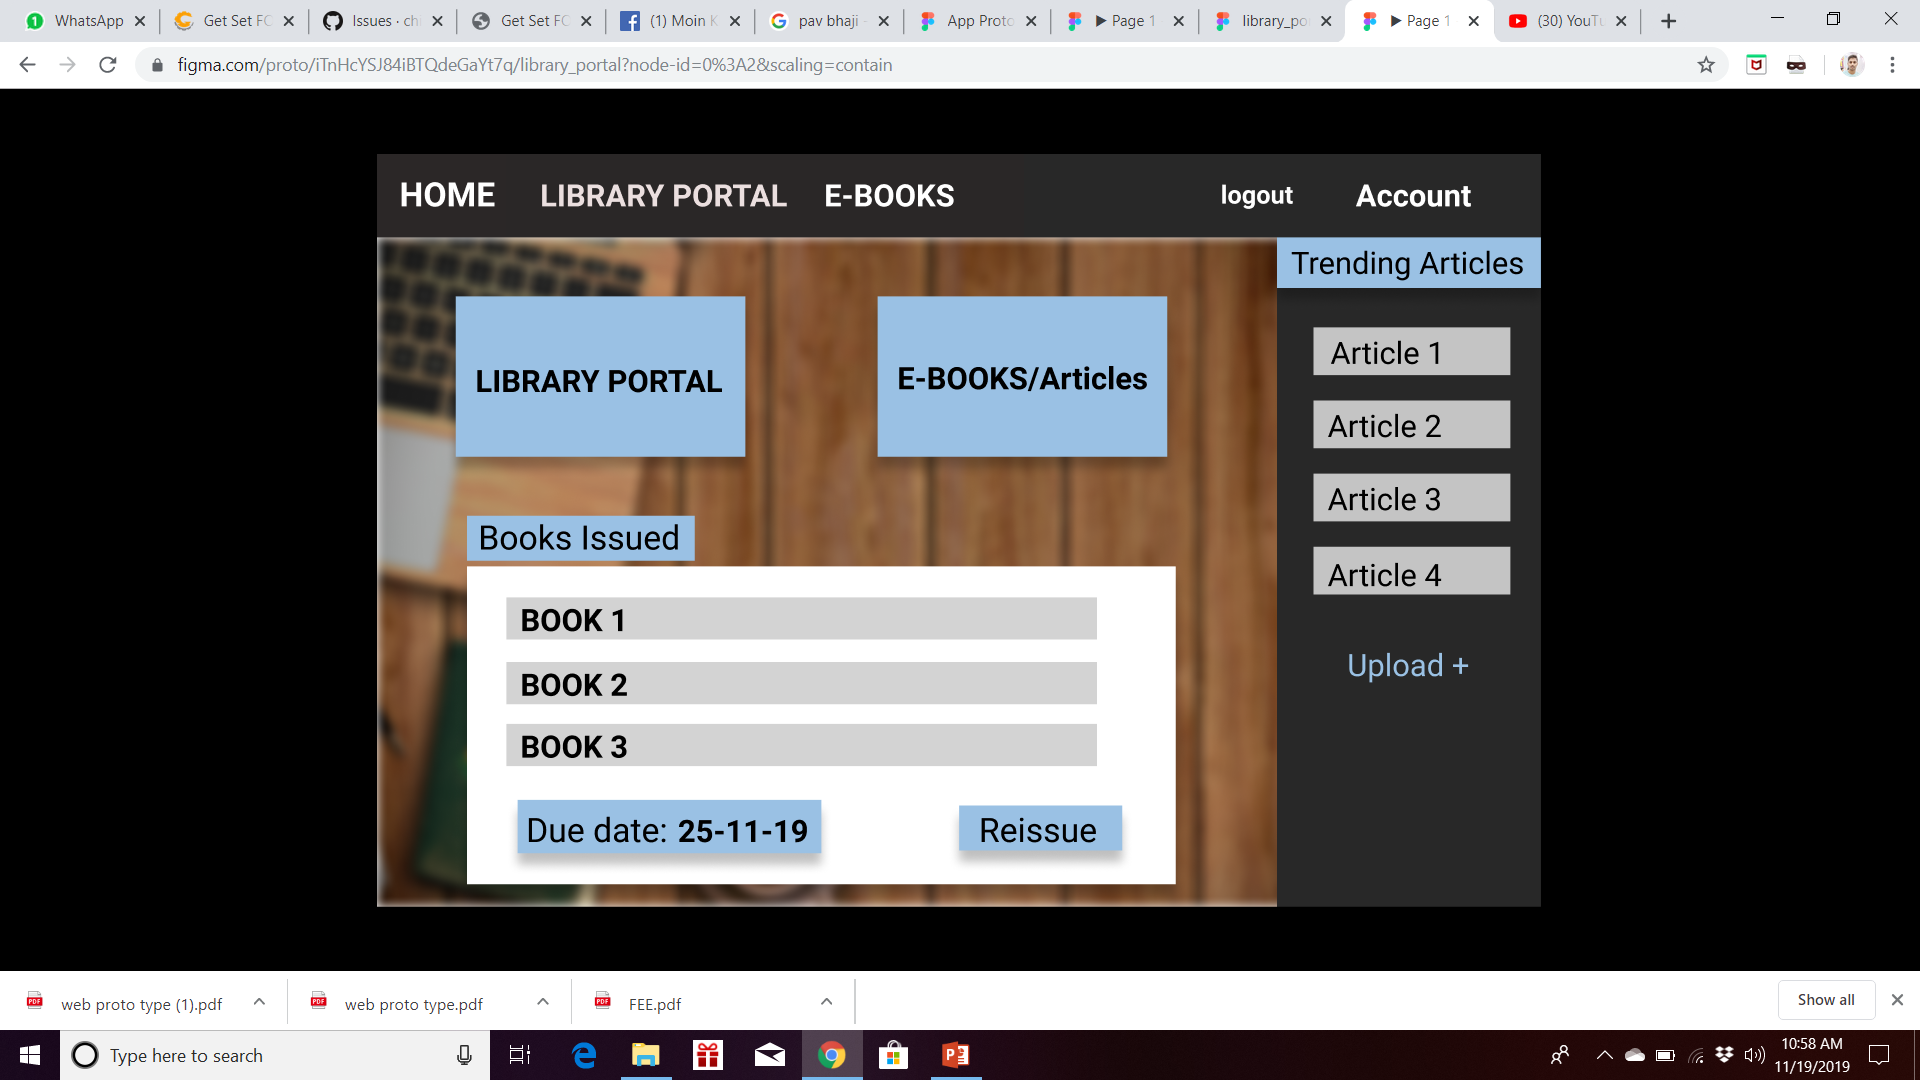 WhatsApp
Get Set FO
Issues · ch
Get Set FO
(1) Moin K
pav bhaji -
App Proto
▶ Page 1
library_po
▶ Page 1
(30) YouTu
figma.com/proto/iTnHcYSJ84iBTQdeGaYt7q/library_portal?node-id=0%3A2&scaling=contain
HOME LIBRARY PORTAL E-BOOKS logout Account
Trending Articles
LIBRARY PORTAL
E-BOOKS/Articles
Article 1
Article 2
Article 3
Article 4
Upload +
Books Issued
BOOK 1
BOOK 2
BOOK 3
Due date: 25-11-19
Reissue
web proto type (1).pdf
web proto type.pdf
FEE.pdf
Show all
Type here to search
10:58 AM
11/19/2019